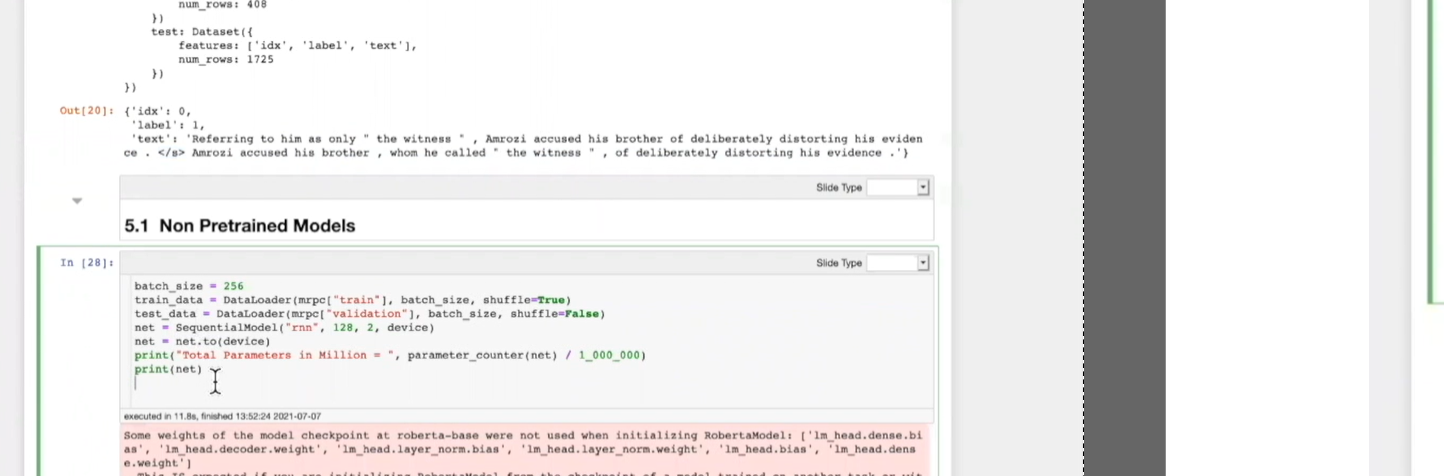 num_rows: 408
})
test: Dataset({
features: ['idx', 'label', 'text'],
num_rows: 1725
})
})
Out[20]: {'idx': 0,
'label': 1,
'text': 'Referring to him as only " the witness " , Amrozi accused his brother of deliberately distorting his eviden
ce . </s> Amrozi accused his brother , whom he called " the witness " , of deliberately distorting his evidence .'}
Slide Type
5.1 Non Pretrained Models
In [28]:
Slide Type
batch_size = 256
train_data = DataLoader(mrpc["train"], batch_size, shuffle=True)
test_data = DataLoader(mrpc["validation"], batch_size, shuffle=False)
net = SequentialModel("rnn", 128, 2, device)
net = net.to(device)
print("Total Parameters in Million = ", parameter_counter(net) / 1_000_000)
print(net)
executed in 11.8s, finished 13:52:24 2021-07-07
Some weights of the model checkpoint at roberta-base were not used when initializing RobertaModel: ['lm_head.dense.bi
as', 'lm_head.decoder.weight', 'lm_head.layer_norm.bias', 'lm_head.layer_norm.weight', 'lm_head.bias', 'lm_head.dens
e.weight']